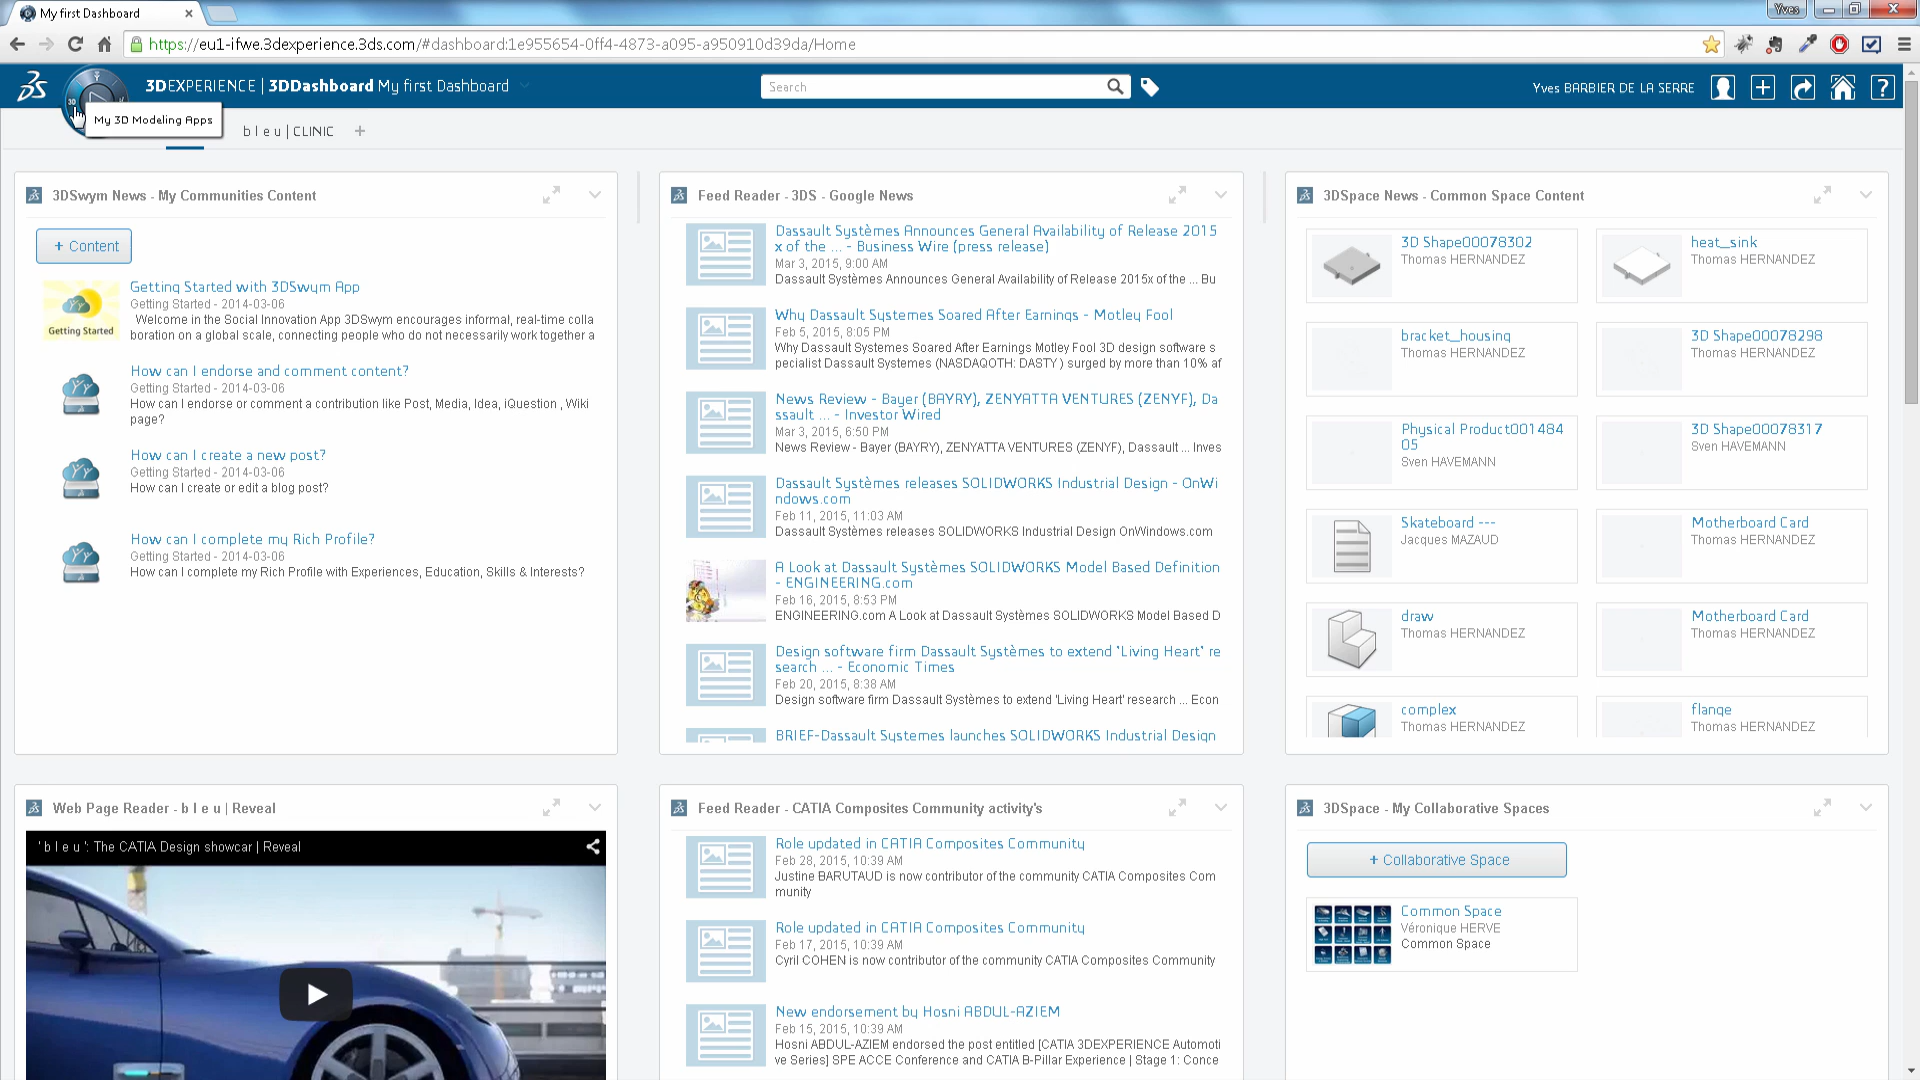 My first Dashboard
Yves
https://eu1-ifwe.3dexperience.3ds.com/#dashboard:1e955654-0ff4-4873-a095-a950910d39da/Home
3DEXPERIENCE | 3DDashboard My first Dashboard
Search
Yves BARBIER DE LA SERRE
3D
My 3D Modeling Apps
b l e u | CLINIC +
3DSwym News - My Communities Content
+ Content
Getting Started with 3DSwym App
Getting Started - 2014-03-06
Welcome in the Social Innovation App 3DSwym encourages informal, real-time colla
boration on a global scale, connecting people who do not necessarily work together a
Getting Started
How can I endorse and comment content?
Getting Started - 2014-03-06
How can I endorse or comment a contribution like Post, Media, Idea, iQuestion , Wiki
page?
How can I create a new post?
Getting Started - 2014-03-06
How can I create or edit a blog post?
How can I complete my Rich Profile?
Getting Started - 2014-03-06
How can I complete my Rich Profile with Experiences, Education, Skills & Interests?
Feed Reader - 3DS - Google News
Dassault Systèmes Announces General Availability of Release 2015
x of the ... - Business Wire (press release)
Mar 3, 2015, 9:00 AM
Dassault Systèmes Announces General Availability of Release 2015x of the ... Bu
Why Dassault Systemes Soared After Earnings - Motley Fool
Feb 5, 2015, 8:05 PM
Why Dassault Systemes Soared After Earnings Motley Fool 3D design software s
pecialist Dassault Systemes (NASDAQOTH: DASTY ) surged by more than 10% af
News Review - Bayer (BAYRY), ZENYATTA VENTURES (ZENYF), Da
ssault ... - Investor Wired
Mar 3, 2015, 6:50 PM
News Review - Bayer (BAYRY), ZENYATTA VENTURES (ZENYF), Dassault ... Inves
Dassault Systèmes releases SOLIDWORKS Industrial Design - OnWi
ndows.com
Feb 11, 2015, 11:03 AM
Dassault Systèmes releases SOLIDWORKS Industrial Design OnWindows.com
A Look at Dassault Systèmes SOLIDWORKS Model Based Definition
- ENGINEERING.com
Feb 16, 2015, 8:53 PM
ENGINEERING.com A Look at Dassault Systèmes SOLIDWORKS Model Based D
Design software firm Dassault Systèmes to extend 'Living Heart' re
search ... - Economic Times
Feb 20, 2015, 8:38 AM
Design software firm Dassault Systèmes to extend 'Living Heart' research ... Econ
BRIEF-Dassault Systemes launches SOLIDWORKS Industrial Design
3DSpace News - Common Space Content
3D Shape00078302
Thomas HERNANDEZ
heat_sink
Thomas HERNANDEZ
bracket_housing
Thomas HERNANDEZ
3D Shape00078298
Thomas HERNANDEZ
Physical Product001484
05
Sven HAVEMANN
3D Shape00078317
Sven HAVEMANN
Skateboard ---
Jacques MAZAUD
Motherboard Card
Thomas HERNANDEZ
draw
Thomas HERNANDEZ
Motherboard Card
Thomas HERNANDEZ
complex
Thomas HERNANDEZ
flange
Thomas HERNANDEZ
Web Page Reader - b l e u | Reveal
' b l e u ': The CATIA Design showcar | Reveal
Feed Reader - CATIA Composites Community activity's
Role updated in CATIA Composites Community
Feb 28, 2015, 10:39 AM
Justine BARUTAUD is now contributor of the community CATIA Composites Com
munity
Role updated in CATIA Composites Community
Feb 17, 2015, 10:39 AM
Cyril COHEN is now contributor of the community CATIA Composites Community
New endorsement by Hosni ABDUL-AZIEM
Feb 15, 2015, 10:39 AM
Hosni ABDUL-AZIEM endorsed the post entitled [CATIA 3DEXPERIENCE Automoti
ve Series] SPE ACCE Conference and CATIA B-Pillar Experience | Stage 1: Conce
3DSpace - My Collaborative Spaces
+ Collaborative Space
Common Space
Véronique HERVE
Common Space